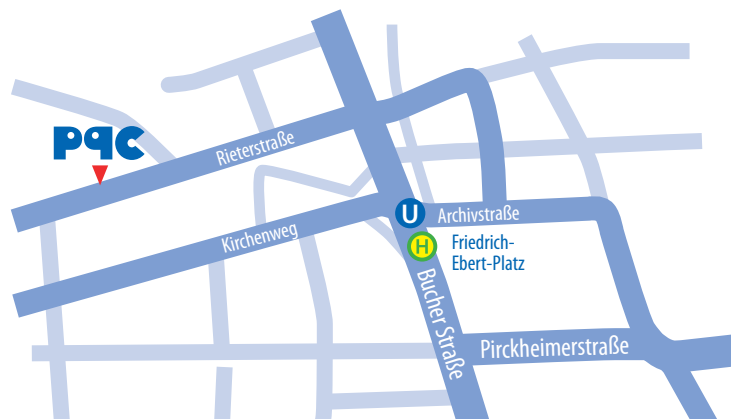 pqc
Rieterstraße
U
Archivstraße
Kirchenweg
H
Friedrich-
Ebert-Platz
Bucher Straße
Pirckheimerstraße